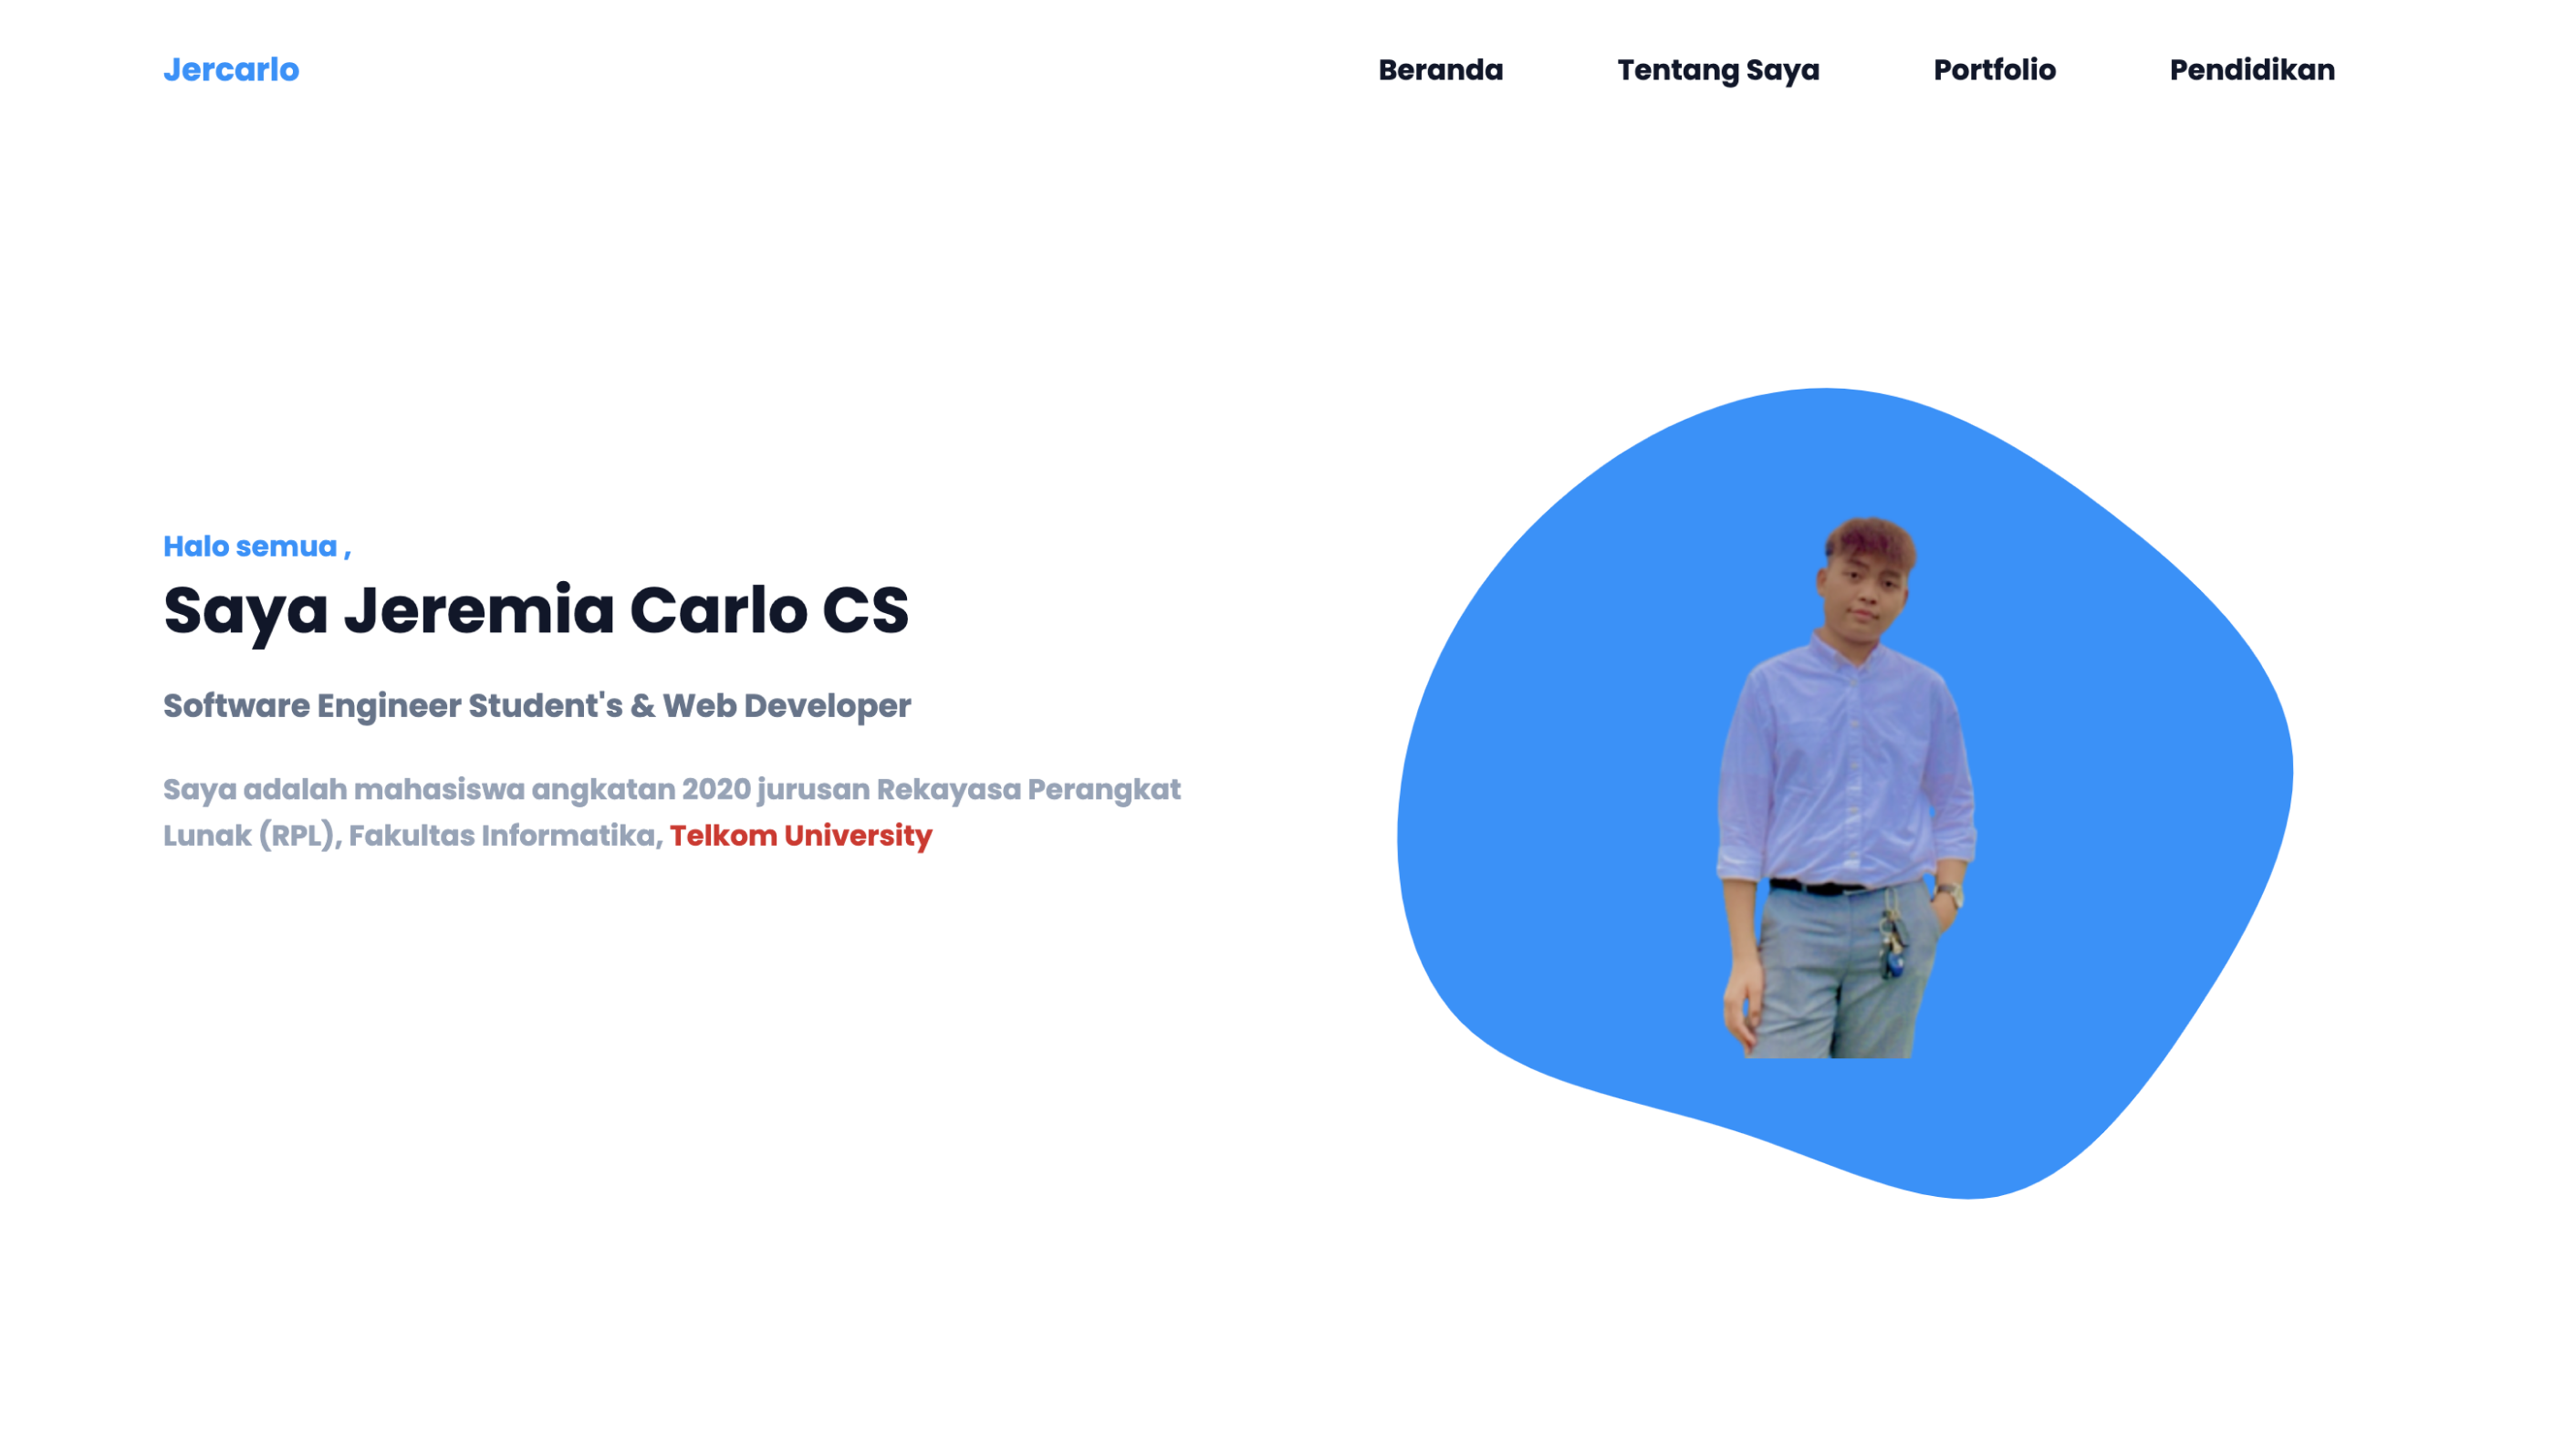 Jercarlo
Beranda
Tentang Saya
Portfolio
Pendidikan
Halo semua ,
Saya Jeremia Carlo CS
Software Engineer Student's & Web Developer
Saya adalah mahasiswa angkatan 2020 jurusan Rekayasa Perangkat
Lunak (RPL), Fakultas Informatika, Telkom University